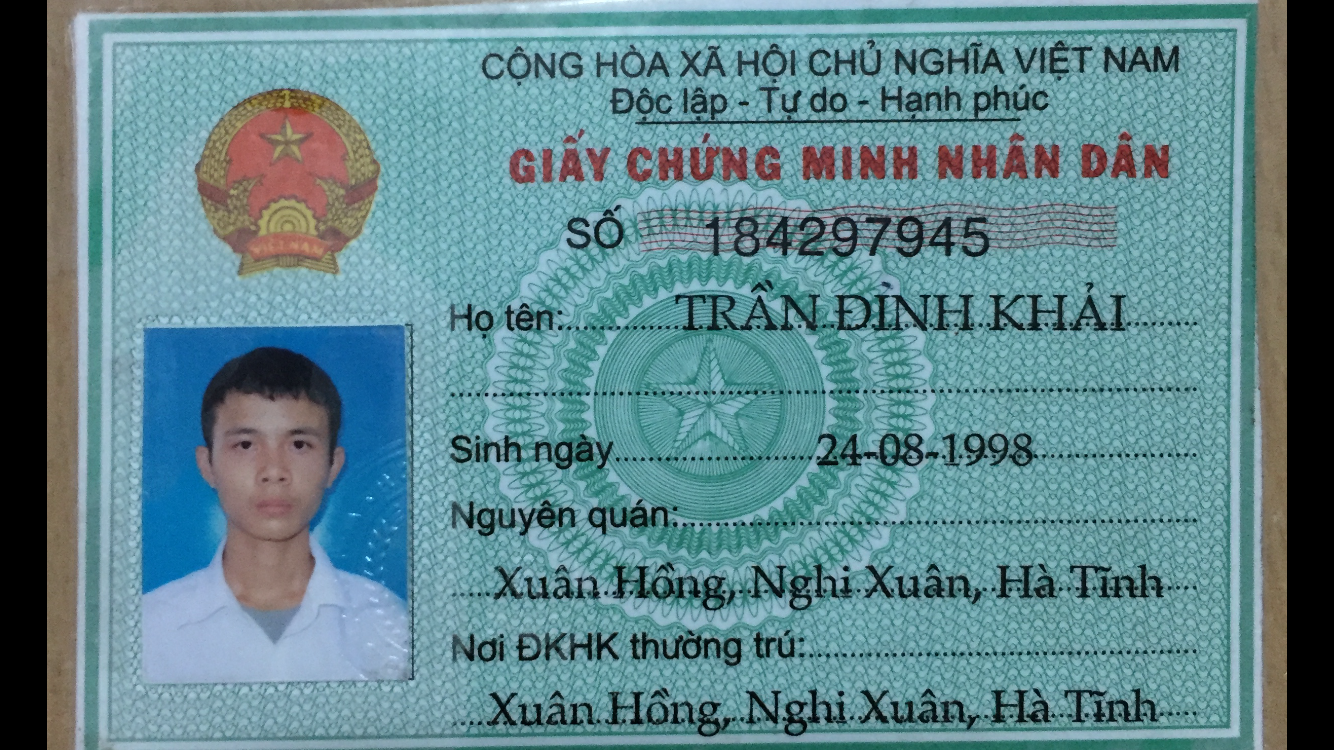 CỘNG HÒA XÃ HỘI CHỦ NGHĨA VIỆT NAM
Độc lập - Tự do - Hạnh phúc
GIẤY CHỨNG MINH NHÂN DÂN
SỐ 184297945
VIỆT NAM
Họ tên: TRẦN ĐÌNH KHẢI
Sinh ngày 24-08-1998
Nguyên quán:
Xuân Hồng, Nghi Xuân, Hà Tĩnh
Nơi ĐKHK thường trú:
Xuân Hồng, Nghi Xuân, Hà Tĩnh